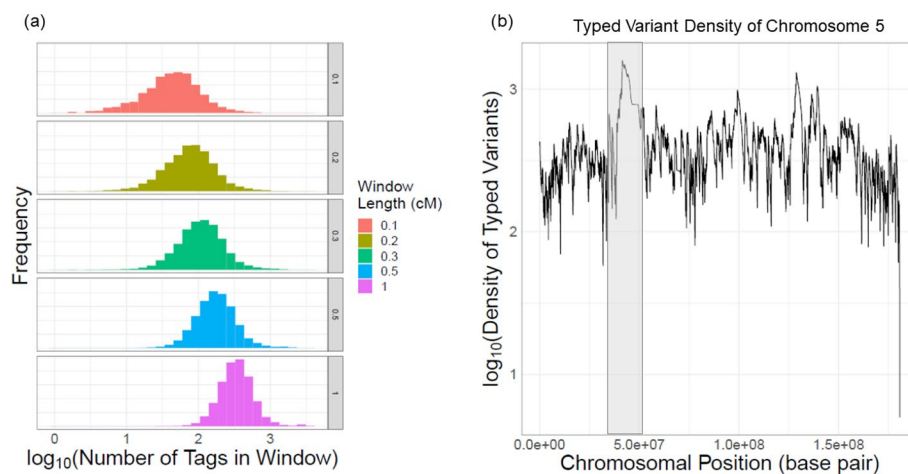 (a)
Frequency
0.1
0.2
0.3
0.5
1
0 1 2 3
log10(Number of Tags in Window)
Window
Length (cM)
0.1
0.2
0.3
0.5
1
(b)
Typed Variant Density of Chromosome 5
log10(Density of Typed Variants)
3
2
1
0.0e+00 5.0e+07 1.0e+08 1.5e+08
Chromosomal Position (base pair)